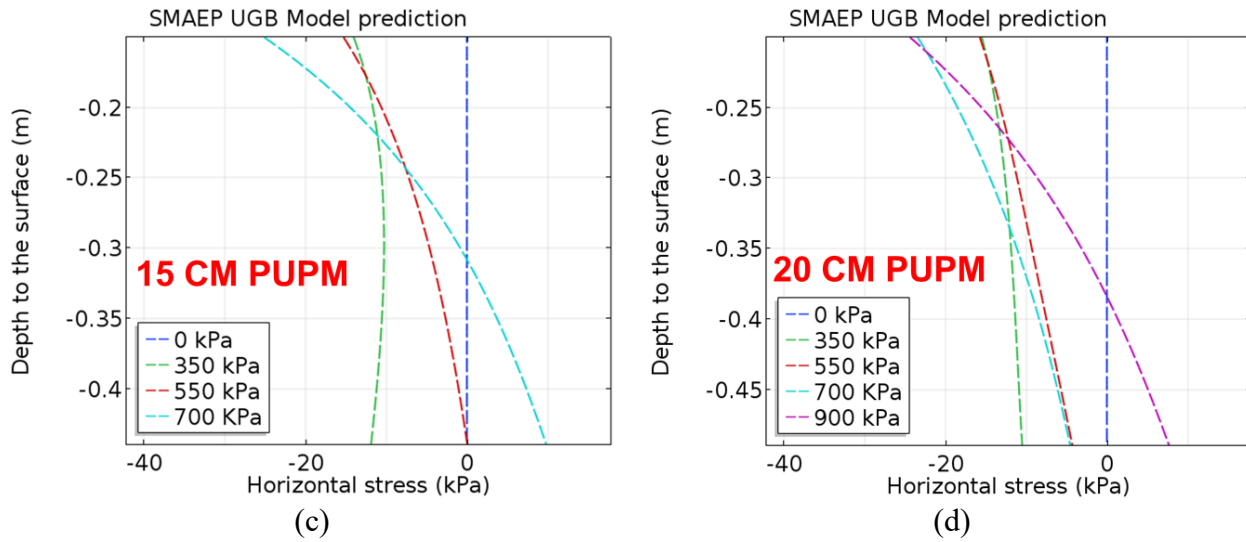 SMAEP UGB Model prediction
Depth to the surface (m)
-0.2
-0.25
-0.3
-0.35
-0.4
15 CM PUPM
0 kPa
350 kPa
550 kPa
700 KPa
-40
-20
0
Horizontal stress (kPa)
(c)
SMAEP UGB Model prediction
Depth to the surface (m)
-0.25
-0.3
-0.35
-0.4
-0.45
20 CM PUPM
0 kPa
350 kPa
550 kPa
700 KPa
900 kPa
-40
-20
0
Horizontal stress (kPa)
(d)